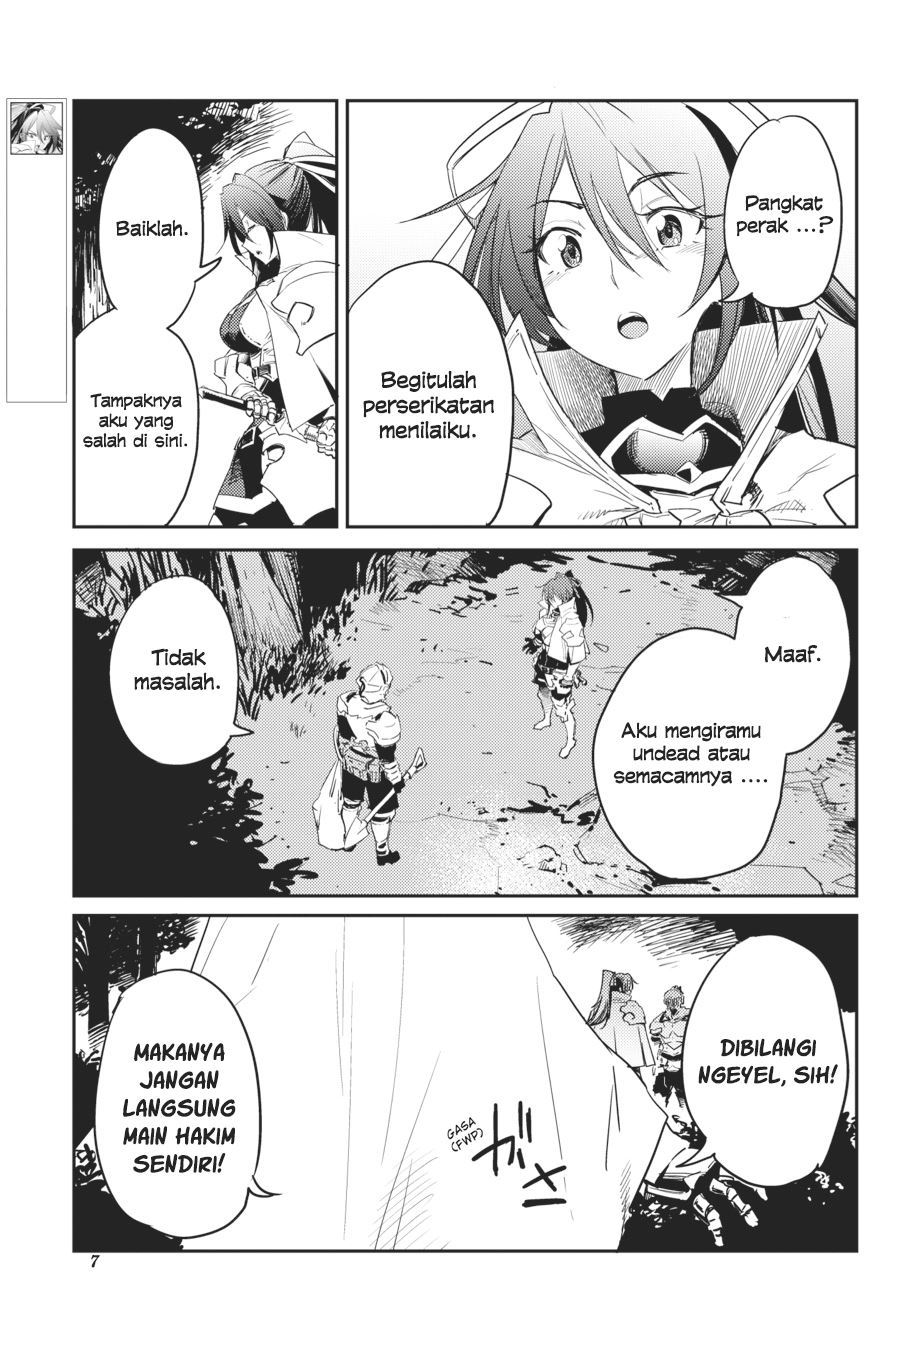 Pangkat
perak ...?
Begitulah
perserikatan
menilaiku.
Baiklah.
Tampaknya
aku yang
salah di sini.
Maaf.
Aku mengiramu
undead atau
semacamnya ....
Tidak
masalah.
DIBILANGI
NGEYEL, SIH!
GASA
(FWP)
ガサ
MAKANYA
JANGAN
LANGSUNG
MAIN HAKIM
SENDIRI!
7